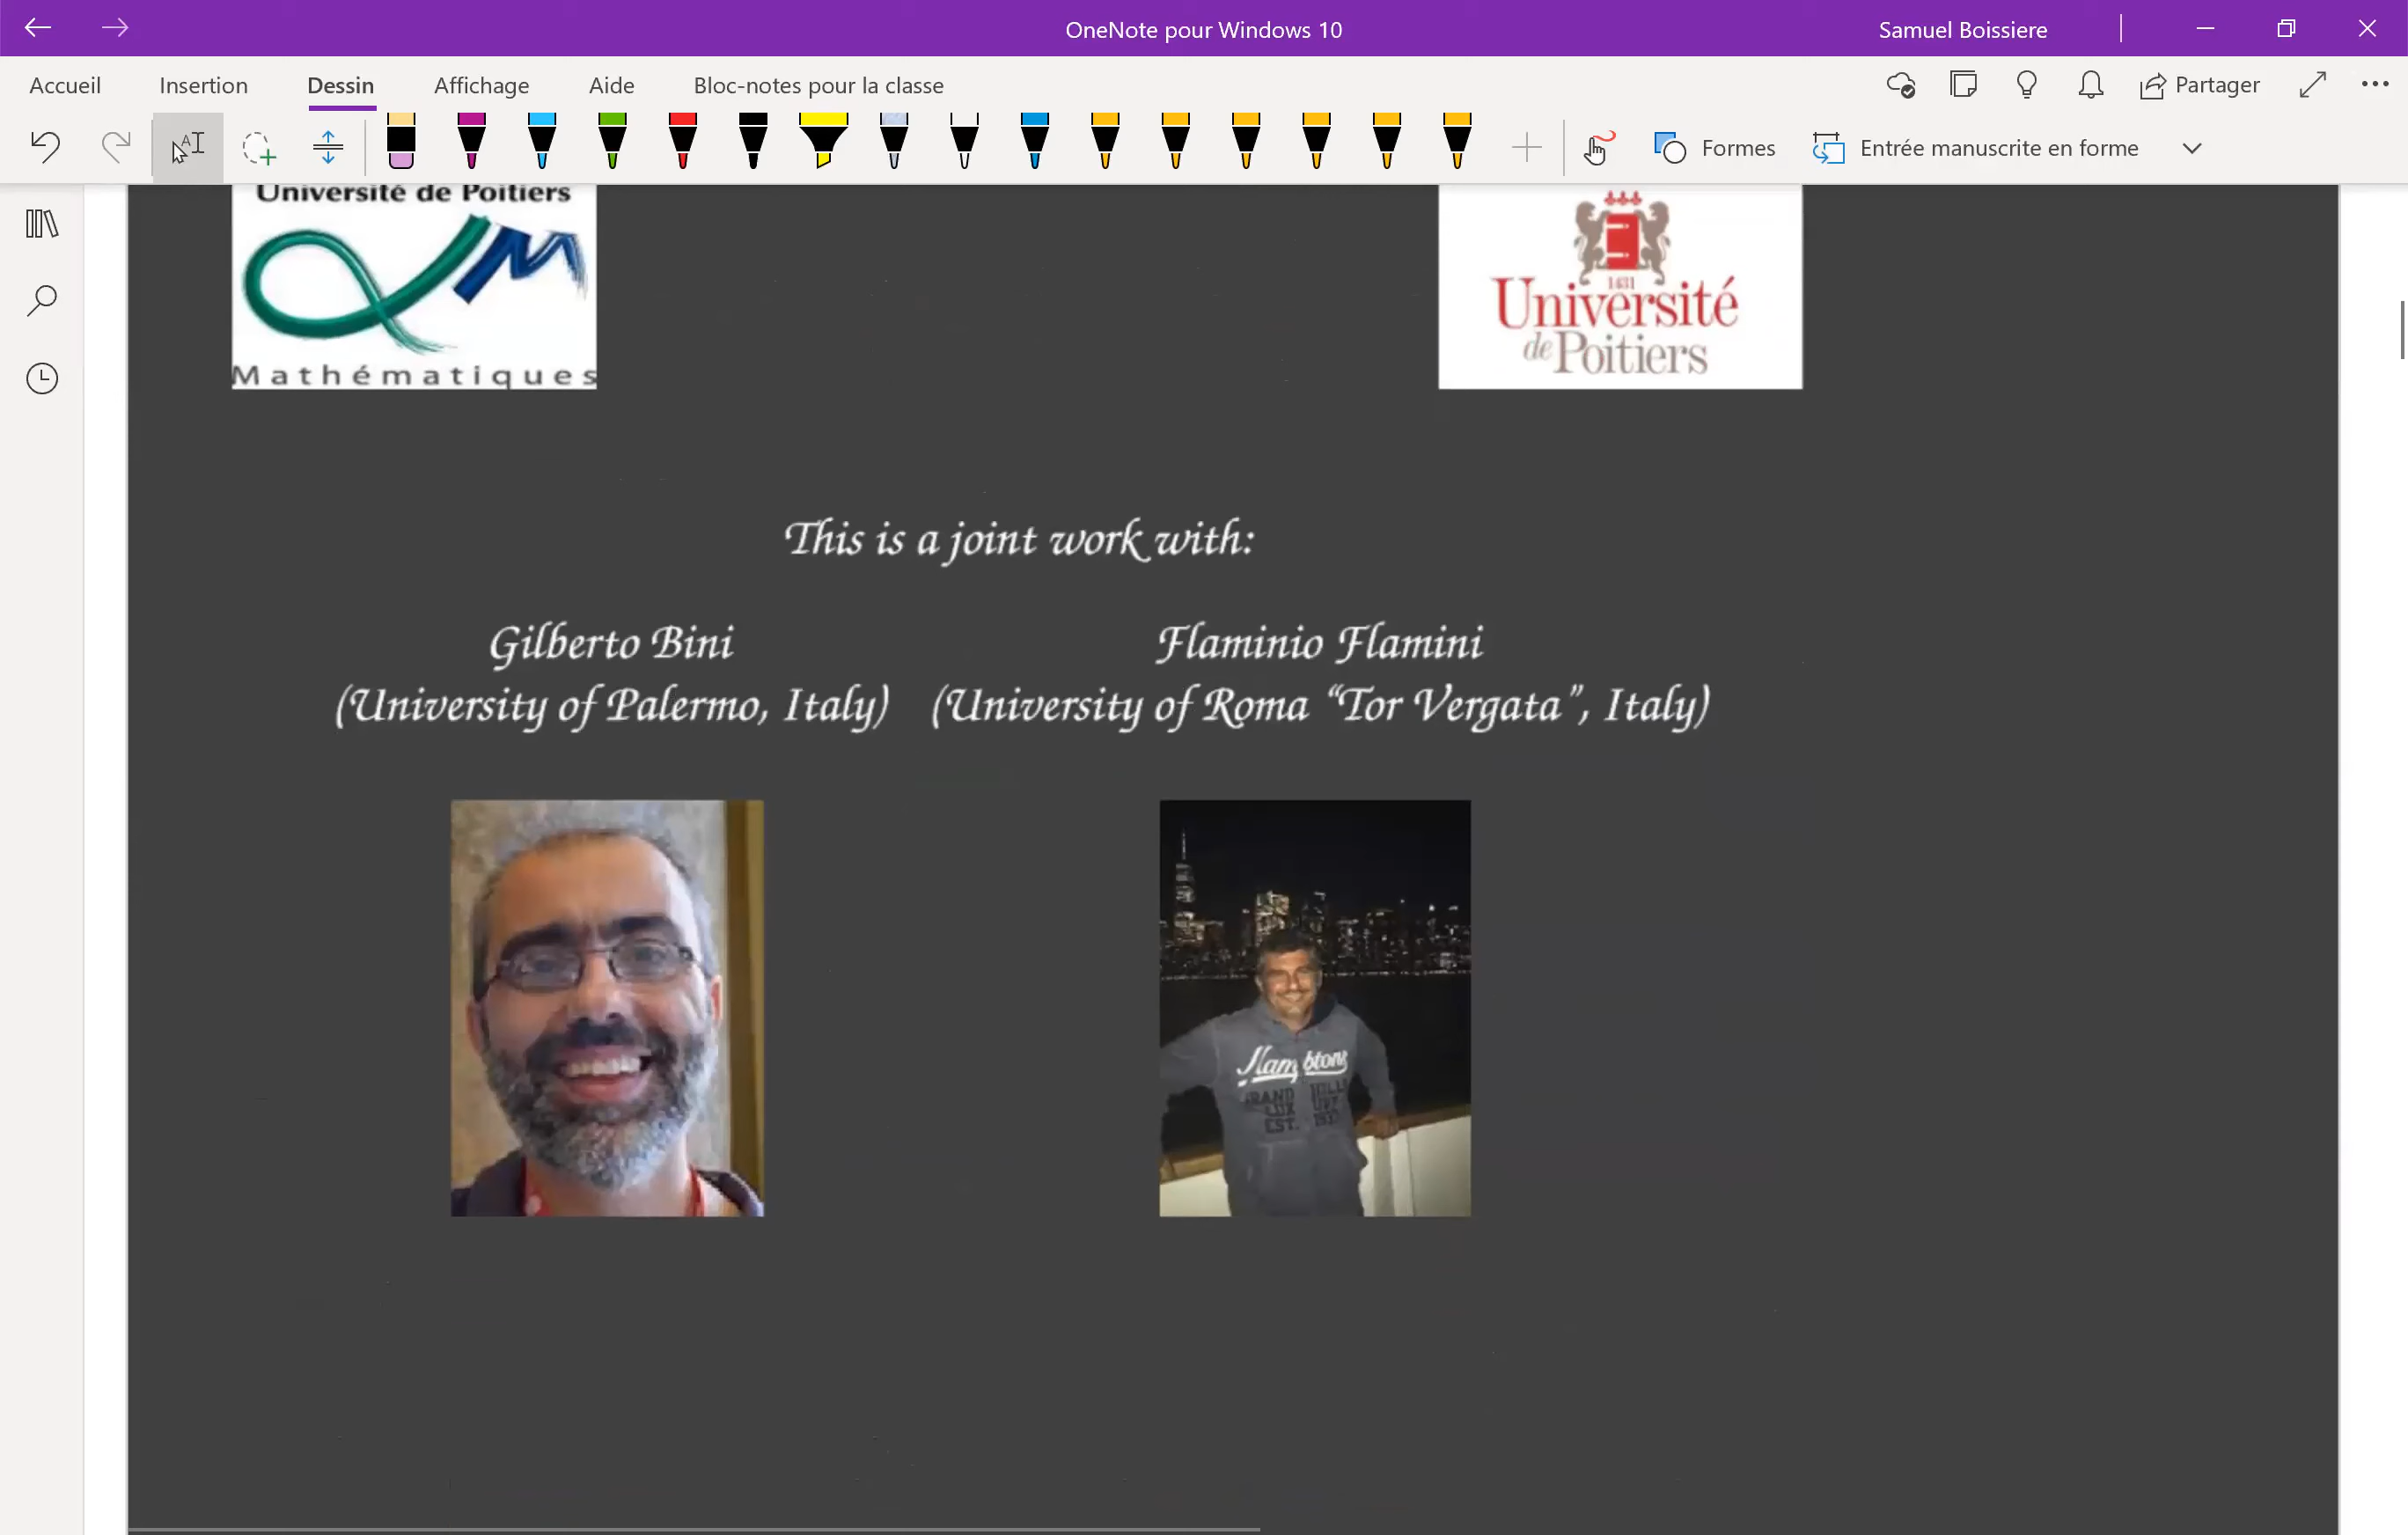 OneNote pour Windows 10
Samuel Boissiere
Accueil Insertion Dessin Affichage Aide Bloc-notes pour la classe
Partager
Formes
Entrée manuscrite en forme
Université de Poitiers
Mathématiques
1431
Université
de Poitiers
This is a joint work with:
Gilberto Bini
(University of Palermo, Italy)
Flaminio Flamini
(University of Roma “Tor Vergata”, Italy)
EST.